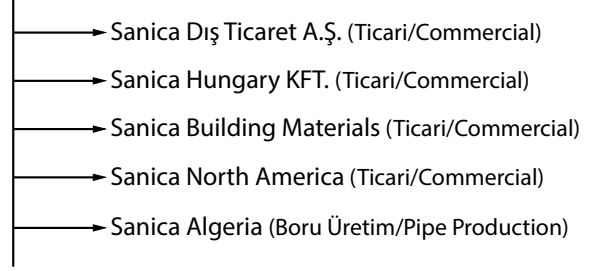 Sanica Dış Ticaret A.Ş. (Ticari/Commercial)
Sanica Hungary KFT. (Ticari/Commercial)
Sanica Building Materials (Ticari/Commercial)
Sanica North America (Ticari/Commercial)
Sanica Algeria (Boru Üretim/Pipe Production)